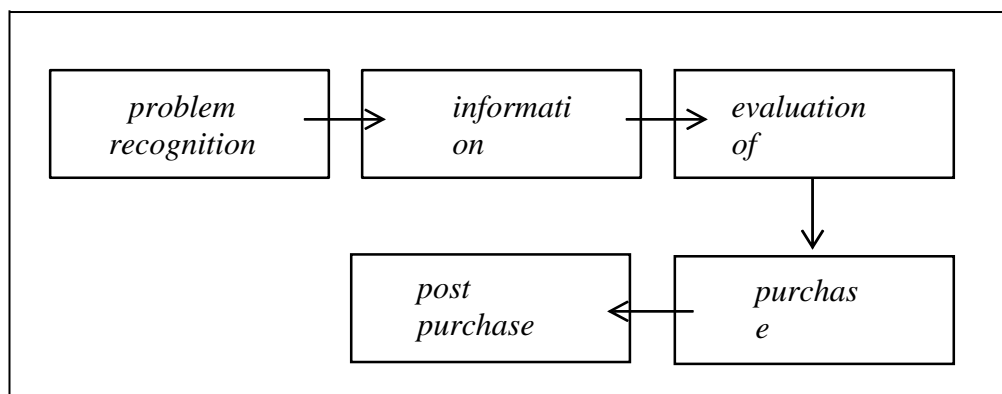 problem
recognition
informati
on
evaluation
of
purchas
e
post
purchase